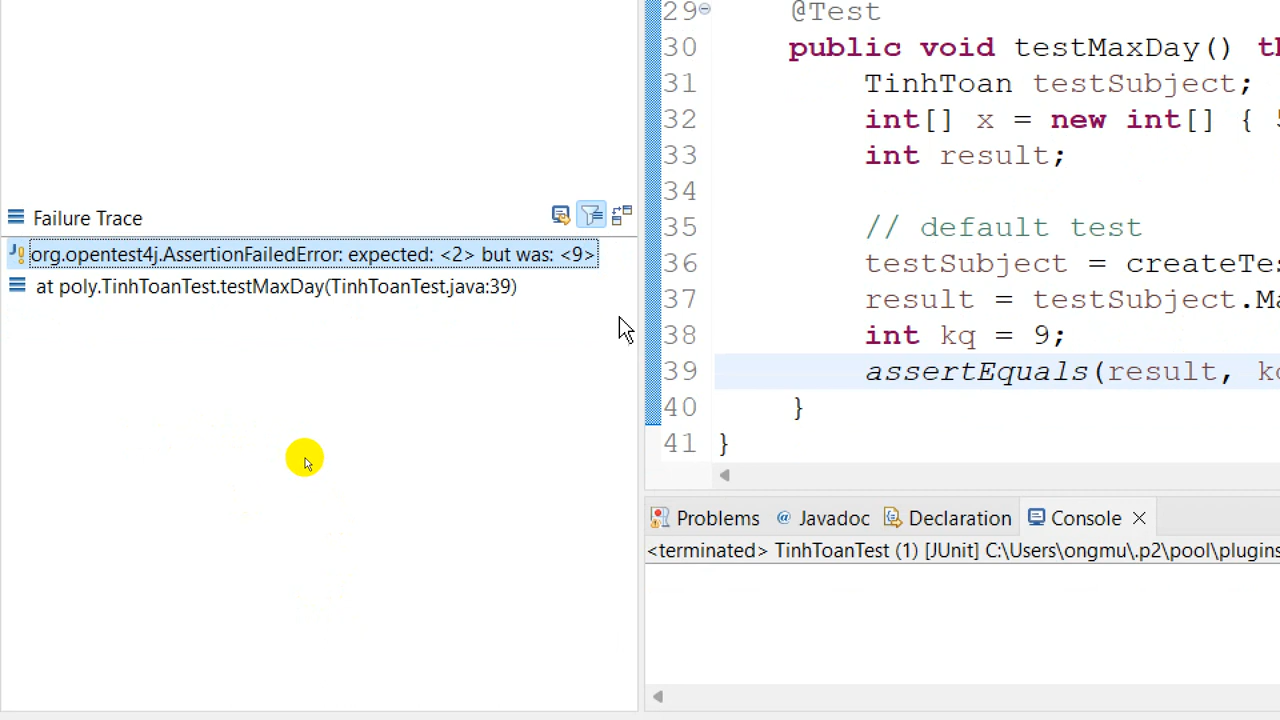 Failure Trace
org.opentest4j.AssertionFailedError: expected: <2> but was: <9>
at poly.TinhToanTest.testMaxDay(TinhToanTest.java:39)
29 @Test
30 public void testMaxDay() th
31 TinhToan testSubject;
32 int[] x = new int[] { 5
33 int result;
34
35 // default test
36 testSubject = createTes
37 result = testSubject.Ma
38 int kq = 9;
39 assertEquals(result, kq
40 }
41 }
Problems @ Javadoc Declaration Console
<terminated> TinhToanTest (1) [JUnit] C:\Users\ongmu\.p2\pool\plugins